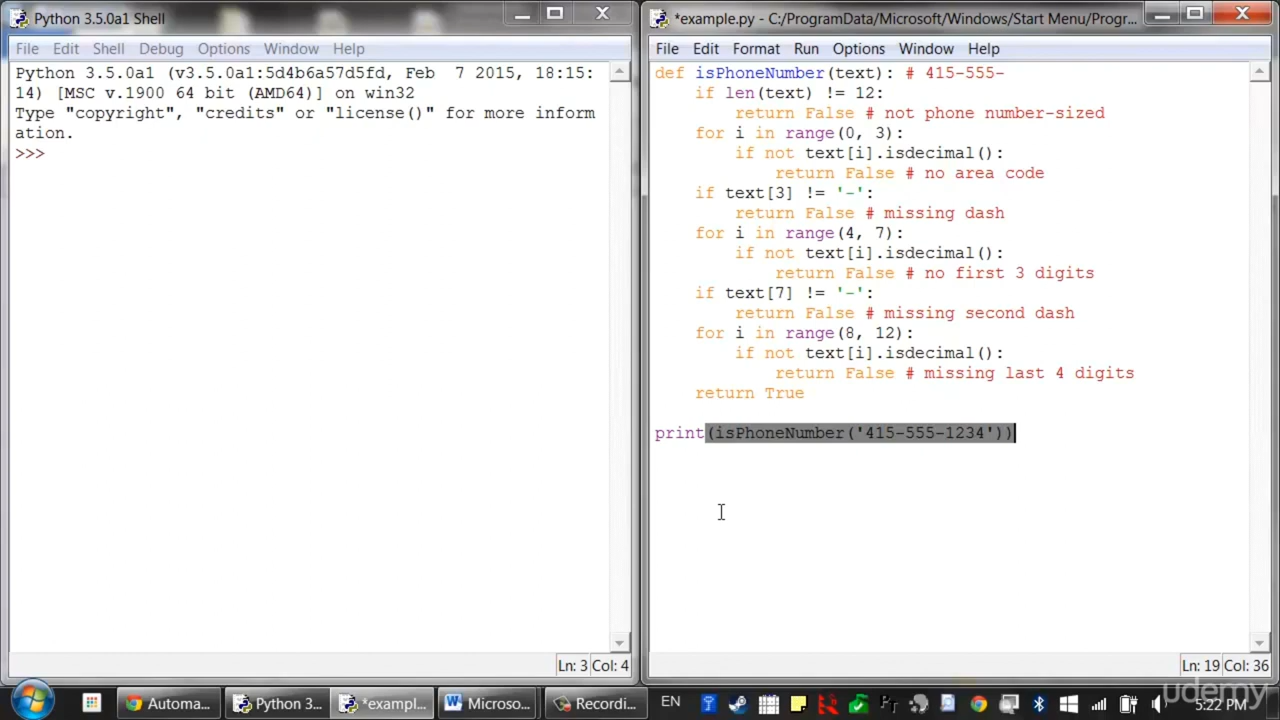 Python 3.5.0a1 Shell
File Edit Shell Debug Options Window Help
Python 3.5.0a1 (v3.5.0a1:5d4b6a57d5fd, Feb  7 2015, 18:15:
14) [MSC v.1900 64 bit (AMD64)] on win32
Type "copyright", "credits" or "license()" for more inform
ation.
>>>
Ln: 3 Col: 4
*example.py - C:/ProgramData/Microsoft/Windows/Start Menu/Progr...
File Edit Format Run Options Window Help
def isPhoneNumber(text): # 415-555-
    if len(text) != 12:
        return False # not phone number-sized
    for i in range(0, 3):
        if not text[i].isdecimal():
            return False # no area code
    if text[3] != '-':
        return False # missing dash
    for i in range(4, 7):
        if not text[i].isdecimal():
            return False # no first 3 digits
    if text[7] != '-':
        return False # missing second dash
    for i in range(8, 12):
        if not text[i].isdecimal():
            return False # missing last 4 digits
    return True
print(isPhoneNumber('415-555-1234'))
Ln: 19 Col: 36
Automa... Python 3... *exampl... Microso... Recordi... EN 5:22 PM
udemy